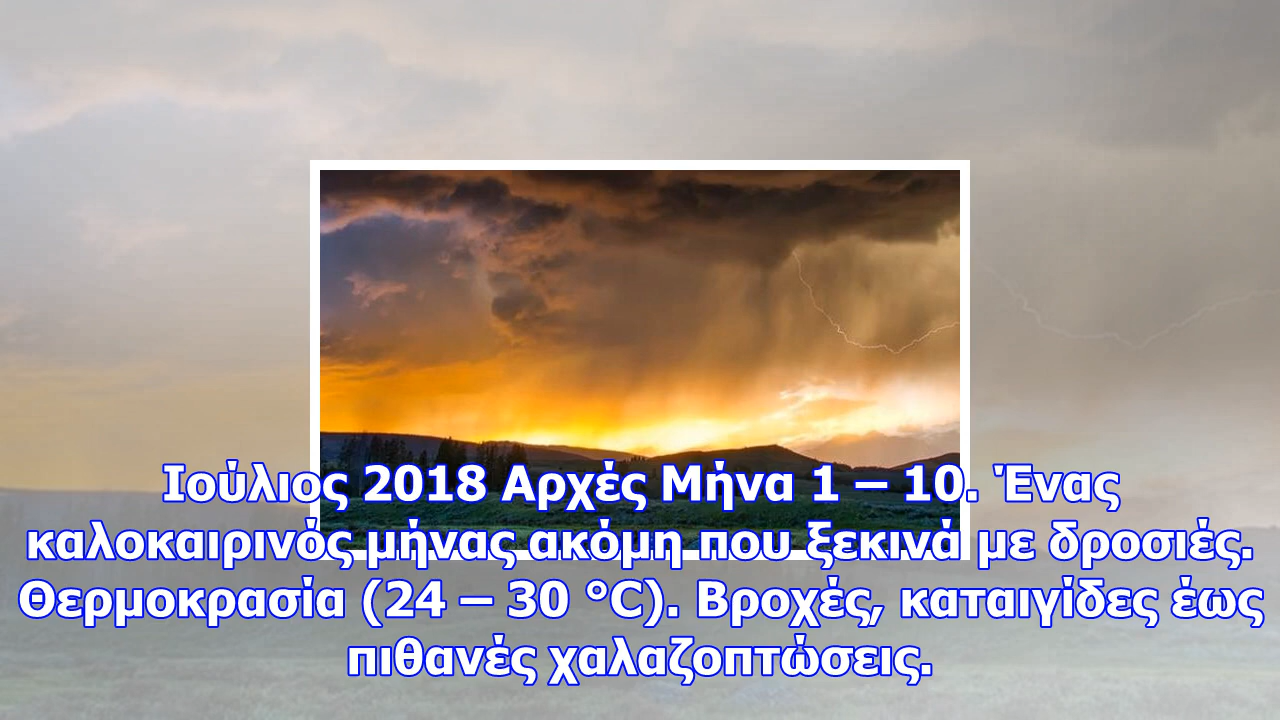 Ιούλιος 2018 Αρχές Μήνα 1 – 10. Ένας
καλοκαιρινός μήνας ακόμη που ξεκινά με δροσιές.
Θερμοκρασία (24 – 30 °C). Βροχές, καταιγίδες έως
πιθανές χαλαζοπτώσεις.